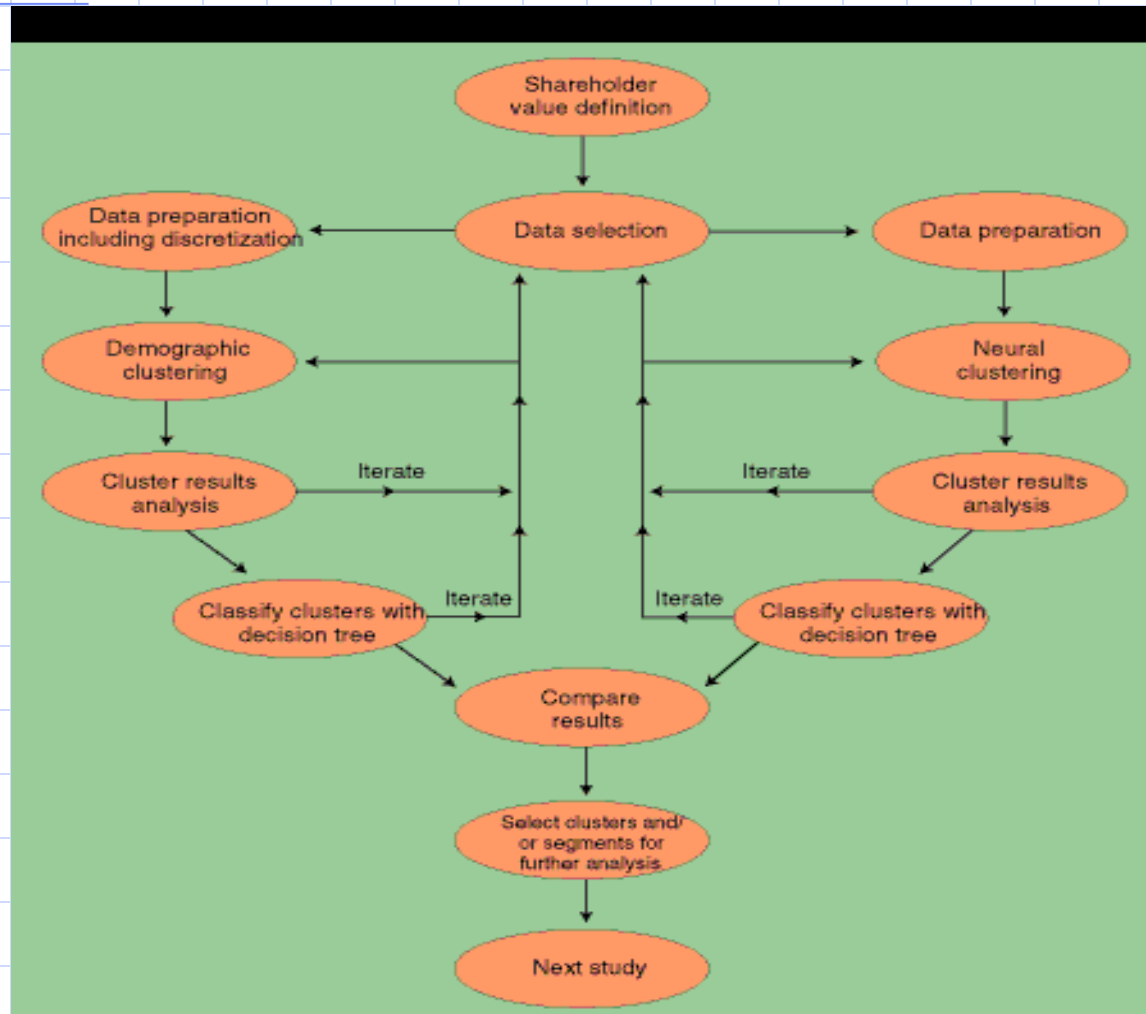 Shareholder
value definition
Data preparation
including discretization
Data selection
Data preparation
Demographic
clustering
Neural
clustering
Cluster results
analysis
Iterate
Iterate
Cluster results
analysis
Classify clusters with
decision tree
Iterate
Iterate
Classify clusters with
decision tree
Compare
results
Select clusters and/
or segments for
further analysis
Next study